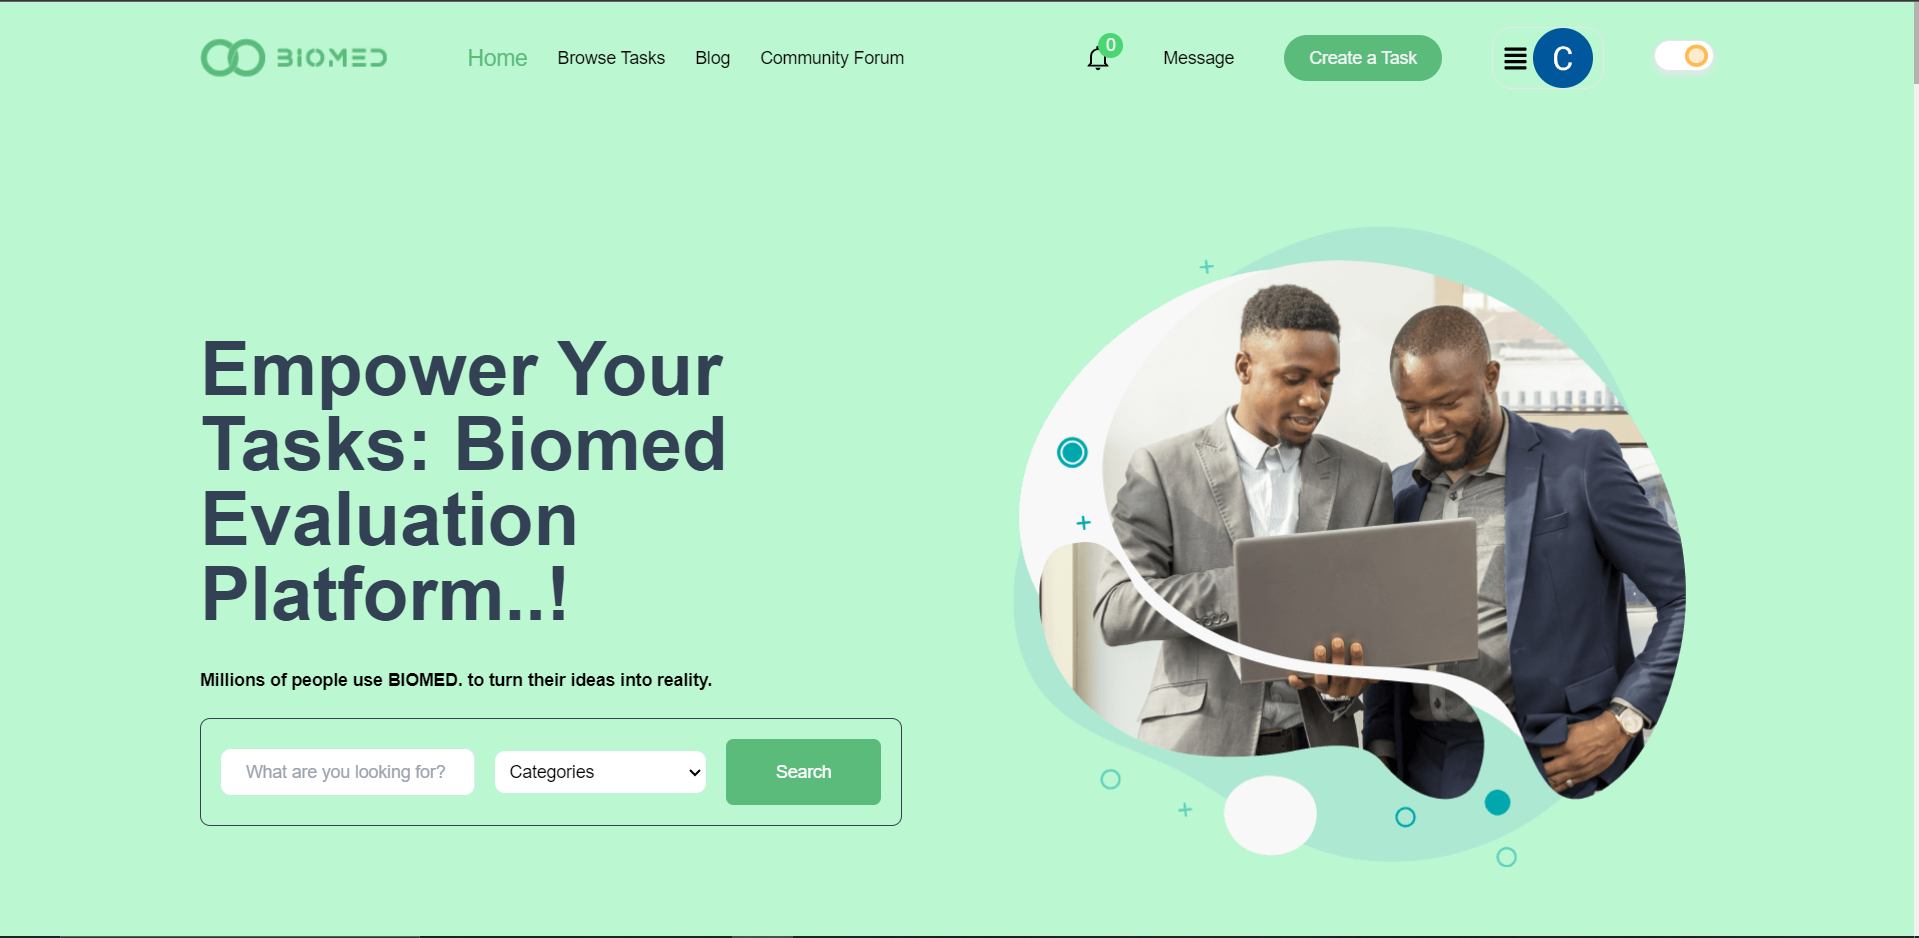 BIOMED
Home
Browse Tasks
Blog
Community Forum
0
Message
Create a Task
C
Empower Your
Tasks: Biomed
Evaluation
Platform..!
Millions of people use BIOMED. to turn their ideas into reality.
What are you looking for?
Categories
Search